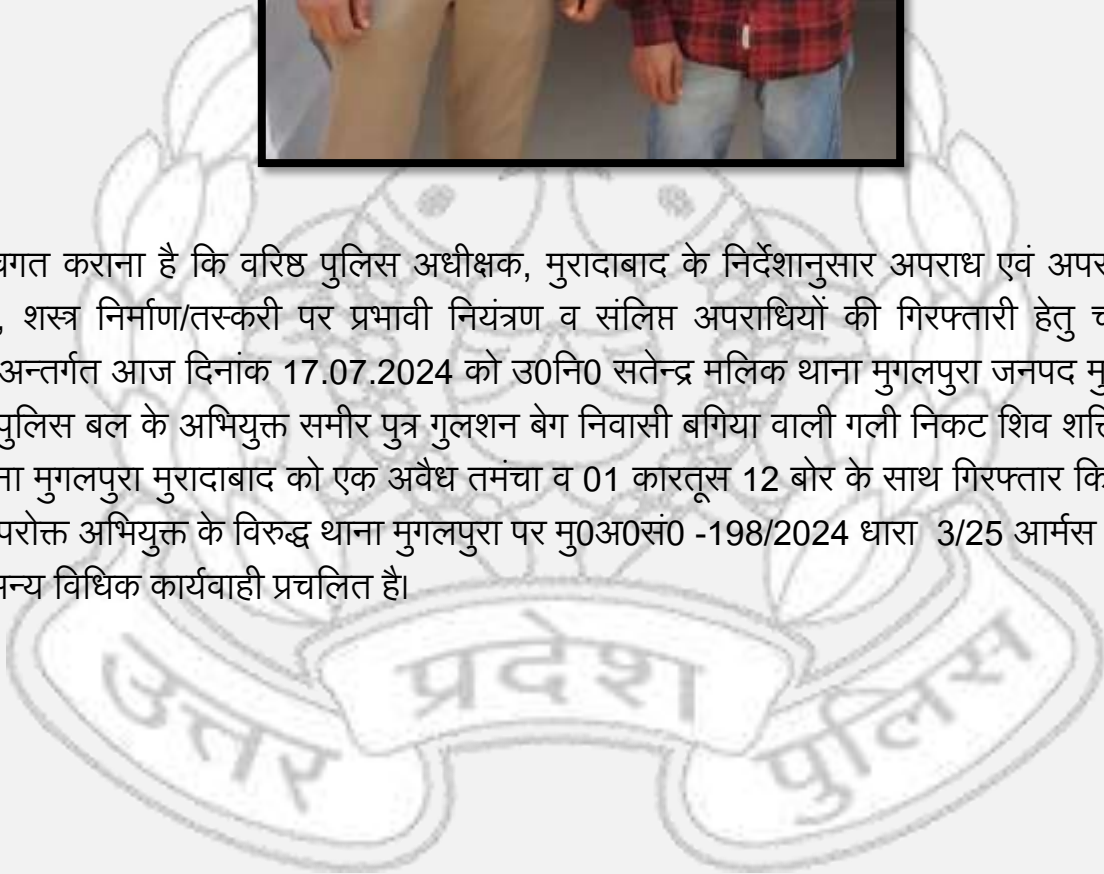 वगत कराना है कि वरिष्ठ पुलिस अधीक्षक, मुरादाबाद के निर्देशानुसार अपराध एवं अपर
, शस्त्र निर्माण/तस्करी पर प्रभावी नियंत्रण व संलिप्त अपराधियों की गिरफ्तारी हेतु च
अन्तर्गत आज दिनांक 17.07.2024 को उ0नि0 सतेन्द्र मलिक थाना मुगलपुरा जनपद मु
पुलिस बल के अभियुक्त समीर पुत्र गुलशन बेग निवासी बगिया वाली गली निकट शिव शक्ति
ना मुगलपुरा मुरादाबाद को एक अवैध तमंचा व 01 कारतूस 12 बोर के साथ गिरफ्तार कि
परोक्त अभियुक्त के विरुद्ध थाना मुगलपुरा पर मु0अ0सं0 -198/2024 धारा 3/25 आर्मस
न्य विधिक कार्यवाही प्रचलित है।
उत्तर प्रदेश पुलिस